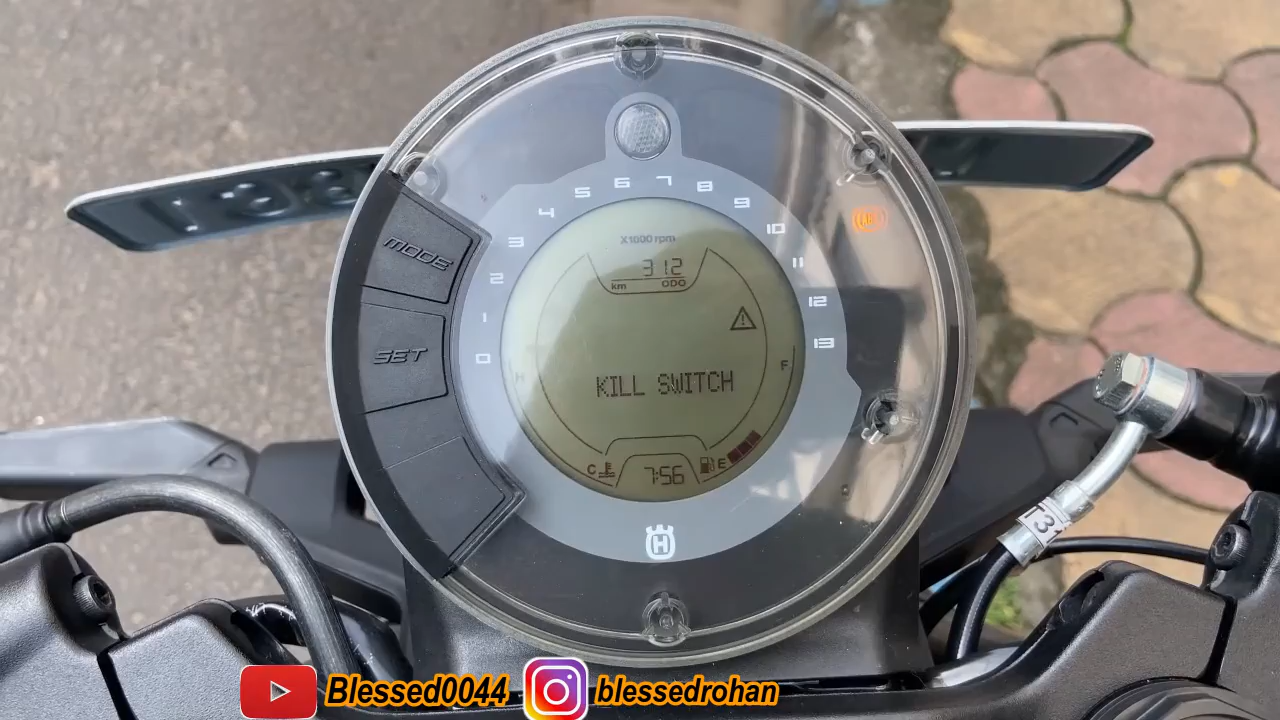 7
6 8
5 9
4 10
X1000 rpm
3 11
MODE
312
km ODO
2 12
1
13
SET
0
H F
KILL SWITCH
C E
7:56
H
T31
Blessed0044 blessedrohan